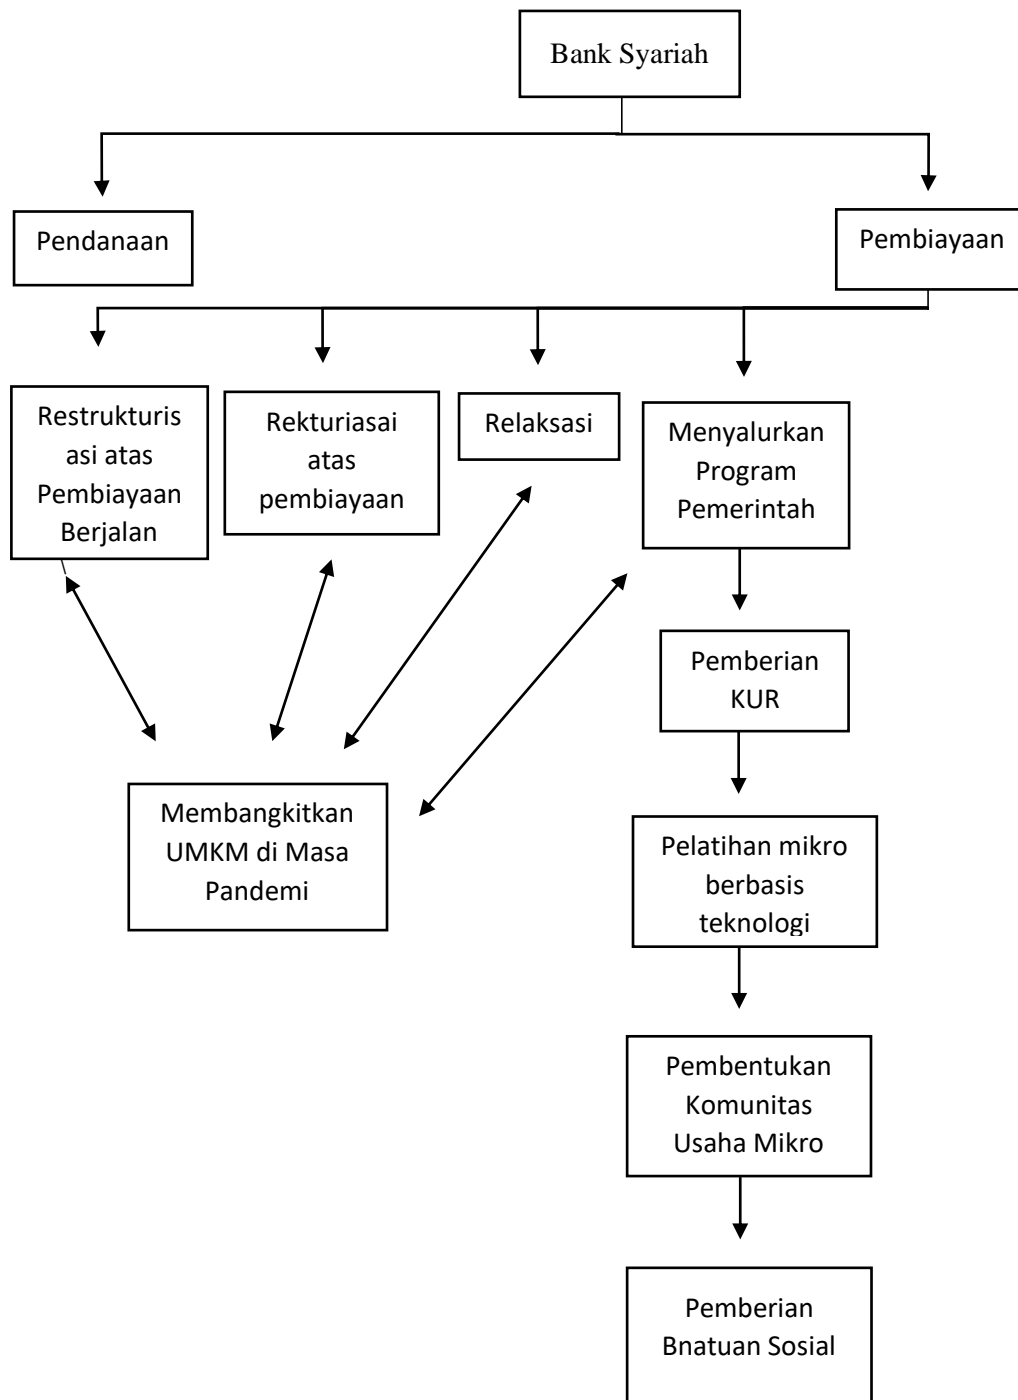 Bank Syariah
Pendanaan
Pembiayaan
Restrukturis
asi atas
Pembiayaan
Berjalan
Rekturiasai
atas
pembiayaan
Relaksasi
Menyalurkan
Program
Pemerintah
Pemberian
KUR
Membangkitkan
UMKM di Masa
Pandemi
Pelatihan mikro
berbasis
teknologi
Pembentukan
Komunitas
Usaha Mikro
Pemberian
Bnatuan Sosial